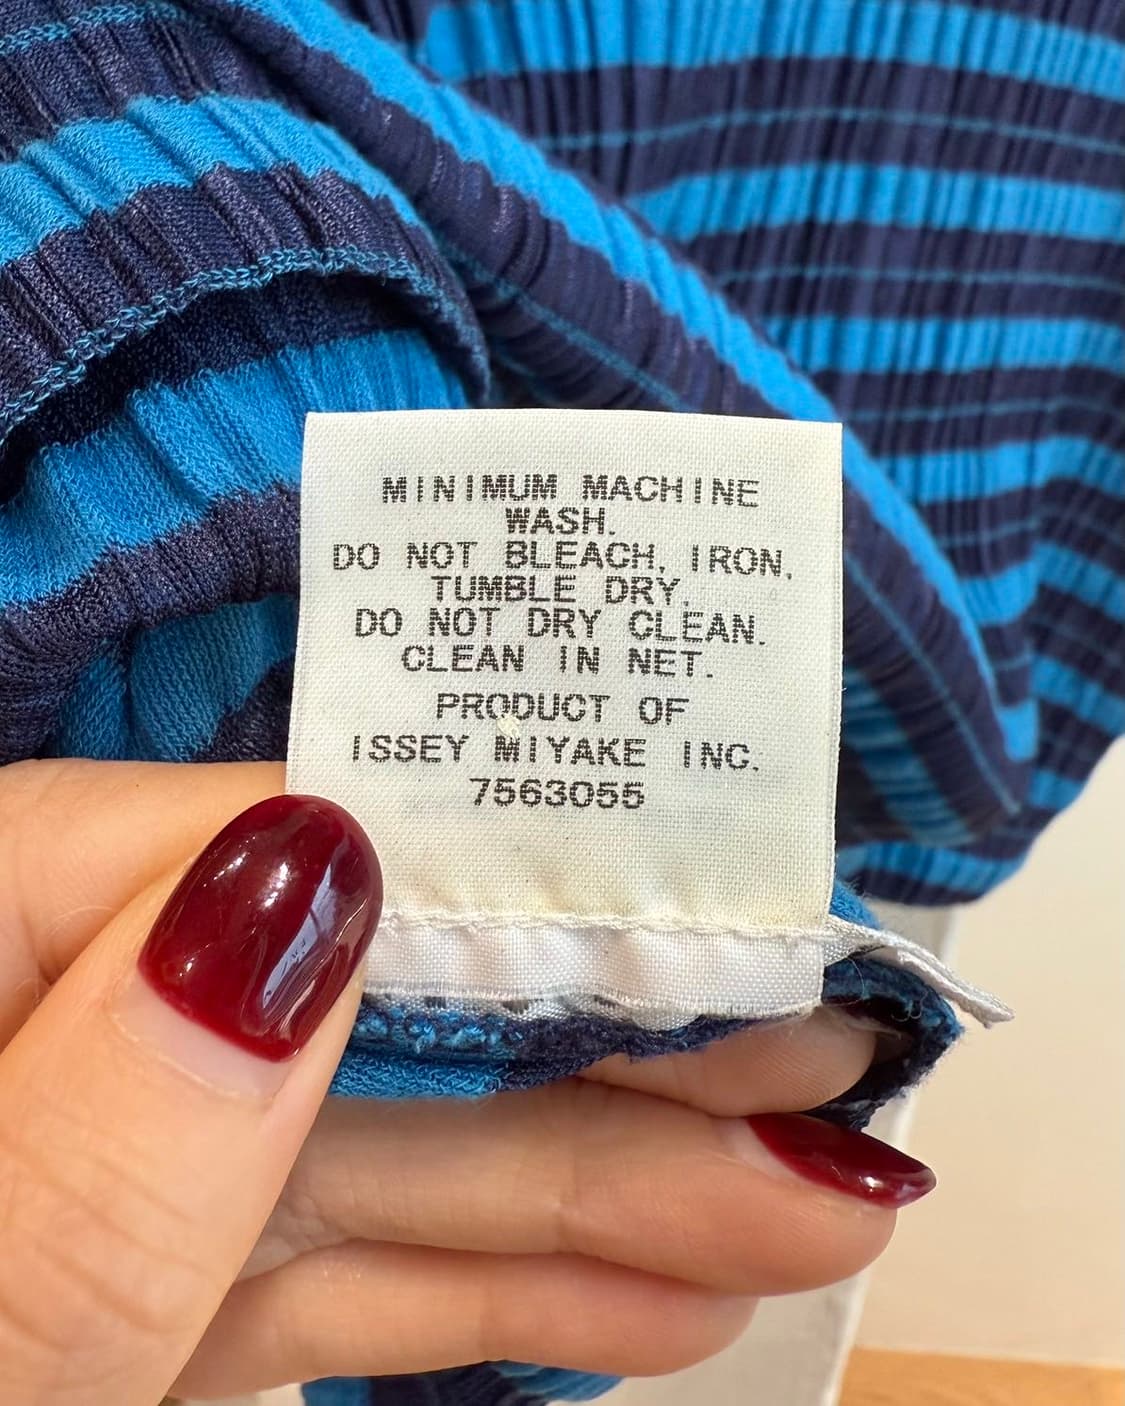 MINIMUM MACHINE
WASH.
DO NOT BLEACH, IRON,
TUMBLE DRY.
DO NOT DRY CLEAN.
CLEAN IN NET.
PRODUCT OF
ISSEY MIYAKE INC.
7563055